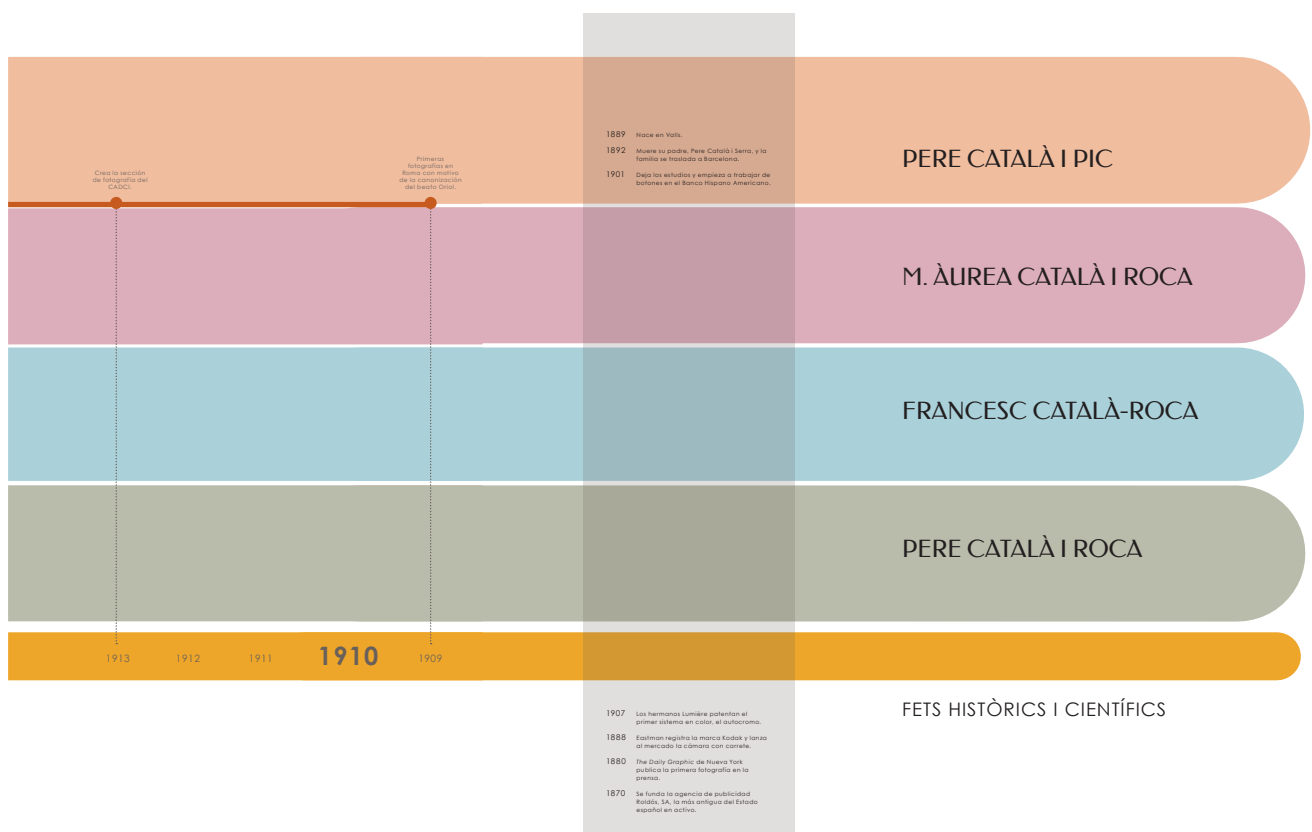 1889 Nace en Valls.
1892 Muere su padre, Pere Català i Serra, y la
familia se traslada a Barcelona.
1901 Deja los estudios y empieza a trabajar de
botones en el Banco Hispano Americano.
PERE CATALÀ I PIC
Crea la sección
de fotografía del
CADCI.
Primeras
fotografías en
Roma con motivo
de la canonización
del beato Oriol.
M. ÀUREA CATALÀ I ROCA
FRANCESC CATALÀ-ROCA
PERE CATALÀ I ROCA
1913 1912 1911 1910 1909
FETS HISTÒRICS I CIENTÍFICS
1907 Los hermanos Lumière patentan el
primer sistema en color, el autocromo.
1888 Eastman registra la marca Kodak y lanza
al mercado la cámara con carrete.
1880 The Daily Graphic de Nueva York
publica la primera fotografía en la
prensa.
1870 Se funda la agencia de publicidad
Roldós, SA, la más antigua del Estado
español en activo.